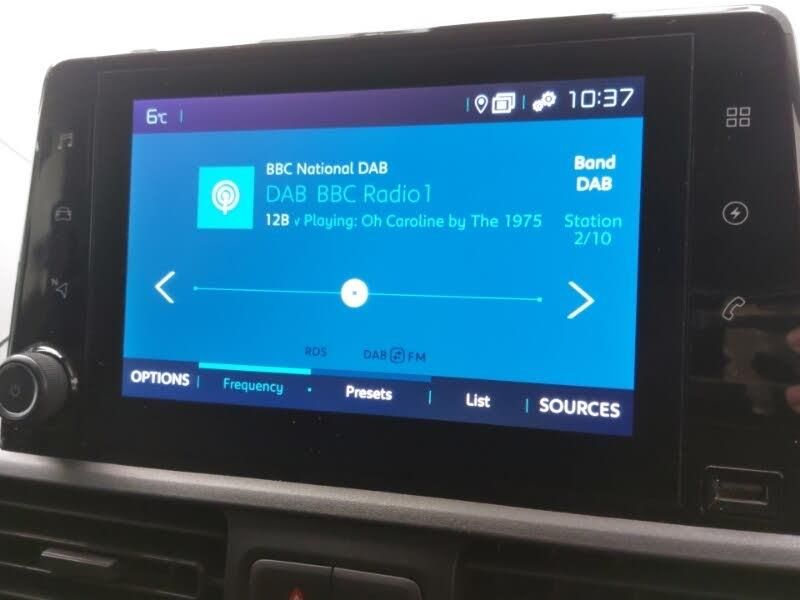 6°C
10:37
BBC National DAB
DAB BBC Radio1
12B v Playing: Oh Caroline by The 1975
Band
DAB
Station
2/10
RDS DAB FM
OPTIONS Frequency Presets List SOURCES
N